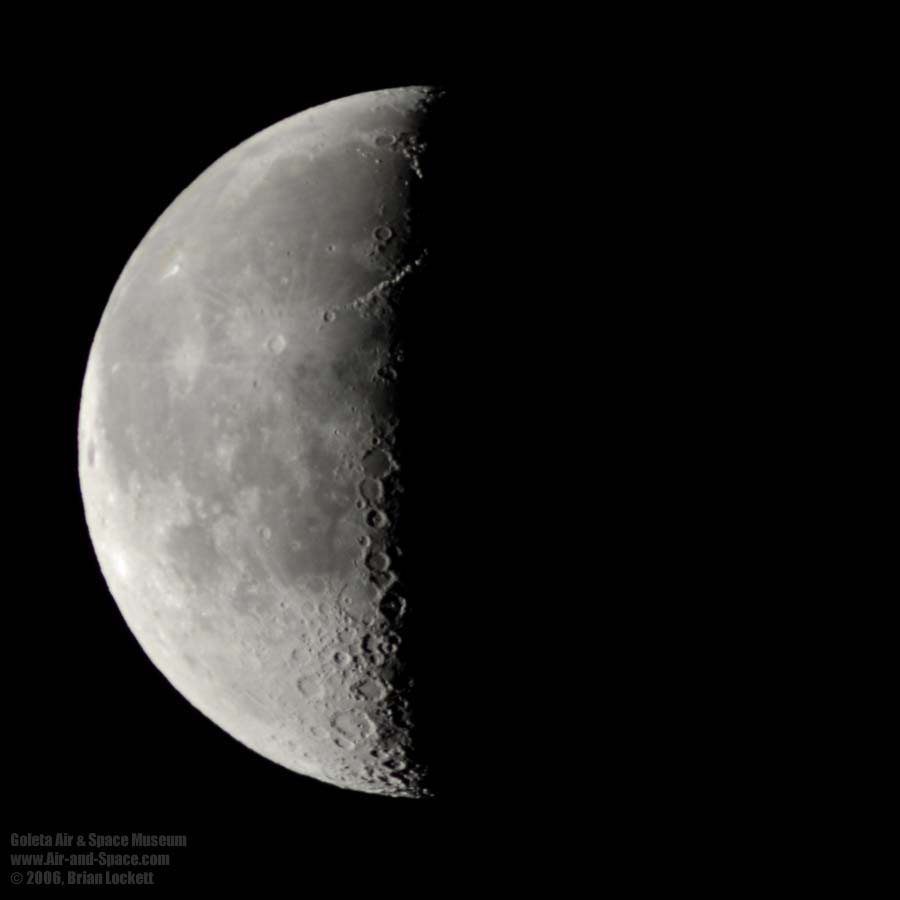 Goleta Air & Space Museum
www.Air-and-Space.com
© 2006, Brian Lockett